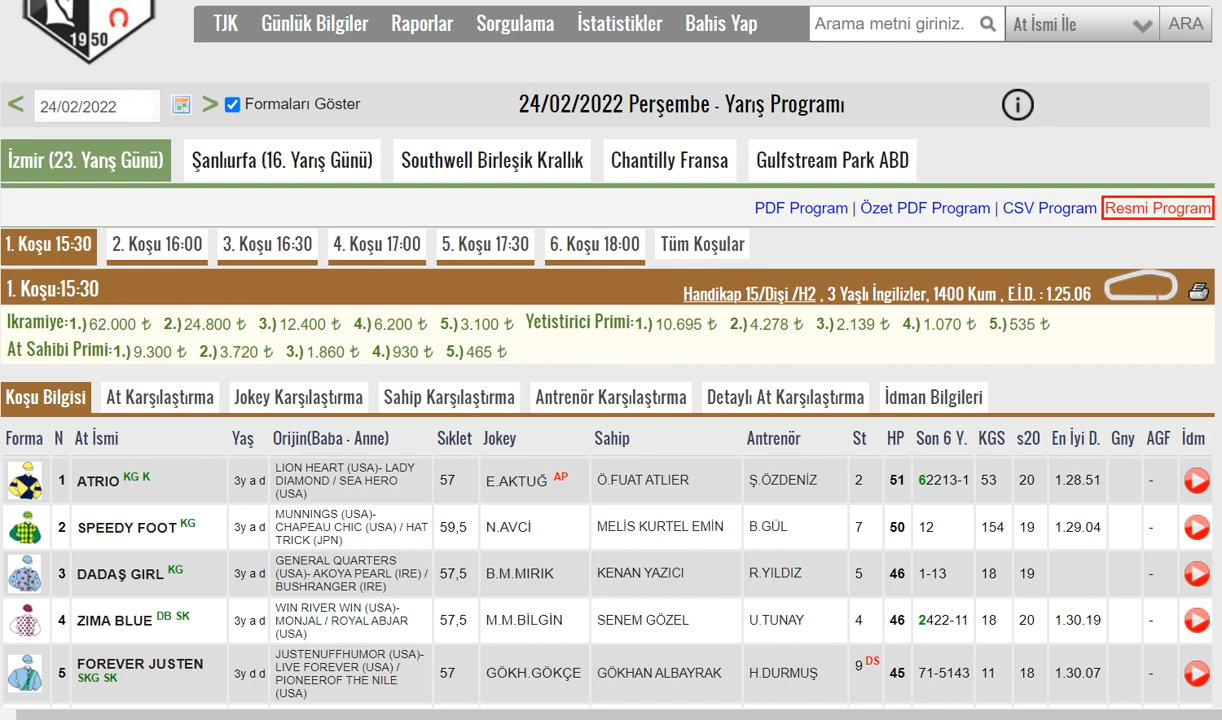 1950
TJK Günlük Bilgiler Raporlar Sorgulama İstatistikler Bahis Yap Arama metni giriniz. At İsmi İle ARA
< 24/02/2022 > Formaları Göster 24/02/2022 Perşembe - Yarış Programı i
İzmir (23. Yarış Günü) Şanlıurfa (16. Yarış Günü) Southwell Birleşik Krallık Chantilly Fransa Gulfstream Park ABD
PDF Program | Özet PDF Program | CSV Program Resmi Program
1. Koşu 15:30 2. Koşu 16:00 3. Koşu 16:30 4. Koşu 17:00 5. Koşu 17:30 6. Koşu 18:00 Tüm Koşular
1. Koşu:15:30 Handikap 15/Dişi /H2 , 3 Yaşlı İngilizler, 1400 Kum , E.İ.D. : 1.25.06
Ikramiye:1.) 62.000 ₺ 2.) 24.800 ₺ 3.) 12.400 ₺ 4.) 6.200 ₺ 5.) 3.100 ₺ Yetistirici Primi:1.) 10.695 ₺ 2.) 4.278 ₺ 3.) 2.139 ₺ 4.) 1.070 ₺ 5.) 535 ₺
At Sahibi Primi:1.) 9.300 ₺ 2.) 3.720 ₺ 3.) 1.860 ₺ 4.) 930 ₺ 5.) 465 ₺
Koşu Bilgisi At Karşılaştırma Jokey Karşılaştırma Sahip Karşılaştırma Antrenör Karşılaştırma Detaylı At Karşılaştırma İdman Bilgileri
Forma N At İsmi Yaş Orijin(Baba - Anne) Sıklet Jokey Sahip Antrenör St HP Son 6 Y. KGS s20 En İyi D. Gny AGF İdm
1 ATRIO KG K 3y a d LION HEART (USA)- LADY DIAMOND / SEA HERO (USA) 57 E.AKTUĞ AP Ö.FUAT ATLIER Ş.ÖZDENİZ 2 51 62213-1 53 20 1.28.51 -
2 SPEEDY FOOT KG 3y a d MUNNINGS (USA)- CHAPEAU CHIC (USA) / HAT TRICK (JPN) 59,5 N.AVCİ MELİS KURTEL EMİN B.GÜL 7 50 12 154 19 1.29.04 -
3 DADAŞ GIRL KG 3y a d GENERAL QUARTERS (USA)- AKOYA PEARL (IRE) / BUSHRANGER (IRE) 57,5 B.M.MIRIK KENAN YAZICI R.YILDIZ 5 46 1-13 18 19 -
4 ZIMA BLUE DB SK 3y a d WIN RIVER WIN (USA)- MONJAL / ROYAL ABJAR (USA) 57,5 M.M.BİLGİN SENEM GÖZEL U.TUNAY 4 46 2422-11 18 20 1.30.19 -
5 FOREVER JUSTEN SKG SK 3y a d JUSTENUFFHUMOR (USA)- LIVE FOREVER (USA) / PIONEEROF THE NILE (USA) 57 GÖKH.GÖKÇE GÖKHAN ALBAYRAK H.DURMUŞ 9 DS 45 71-5143 11 18 1.30.07 -